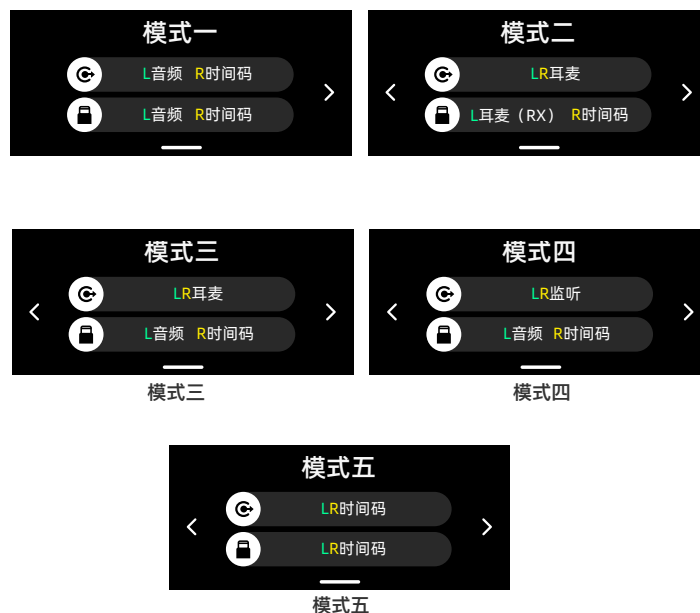 模式一
L音频 R时间码
L音频 R时间码
模式二
LR耳麦
L耳麦（RX） R时间码
模式三
LR耳麦
L音频 R时间码
模式三
模式四
LR监听
L音频 R时间码
模式四
模式五
LR时间码
LR时间码
模式五